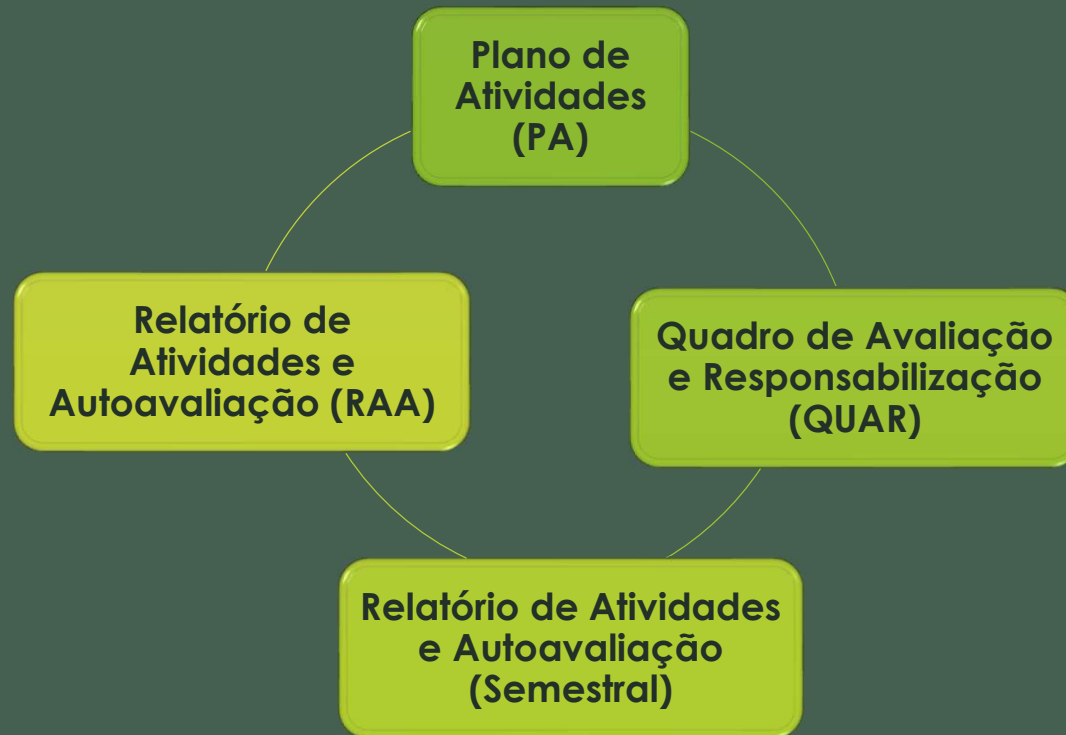 Plano de
Atividades
(PA)
Quadro de Avaliação
e Responsabilização
(QUAR)
Relatório de Atividades
e Autoavaliação
(Semestral)
Relatório de
Atividades e
Autoavaliação (RAA)